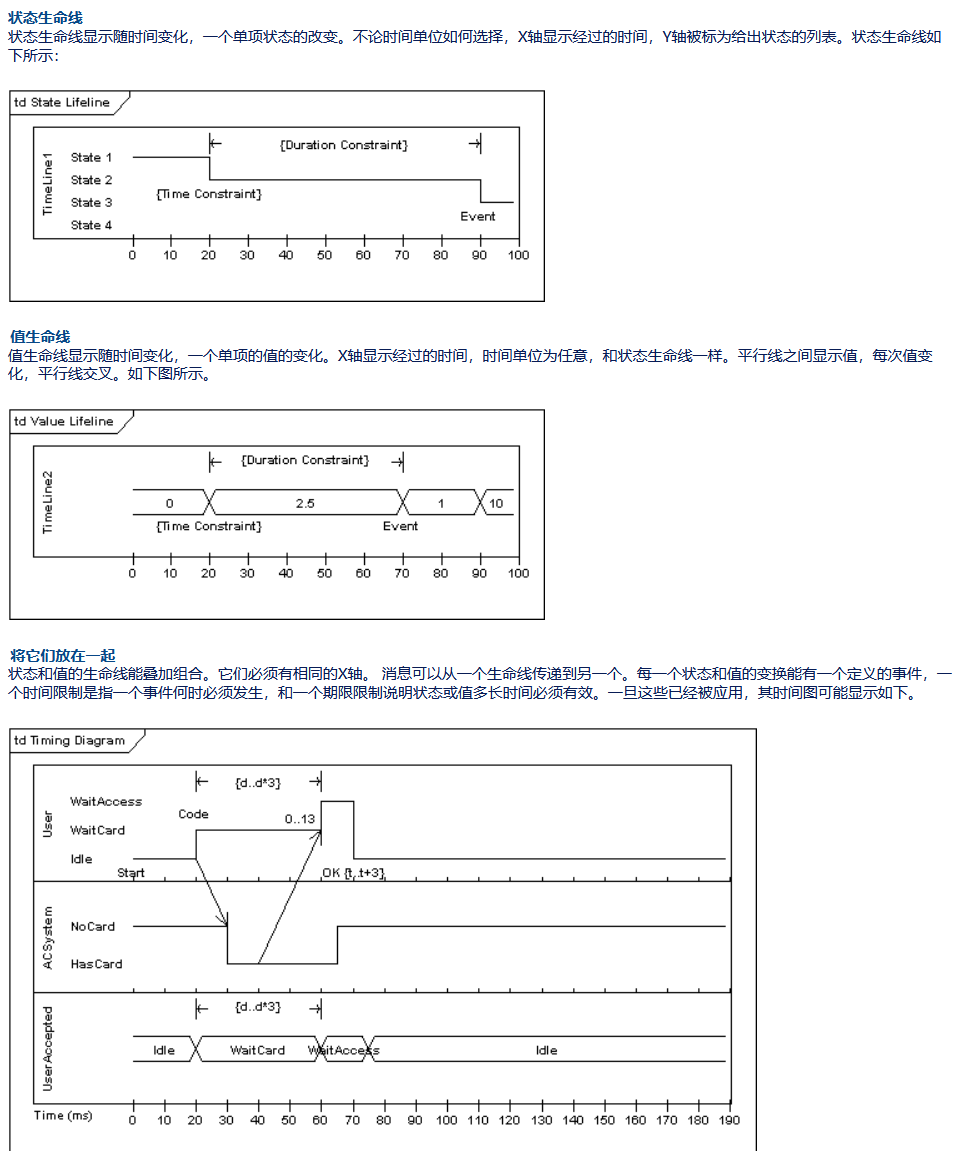 状态生命线
状态生命线显示随时间变化，一个单项状态的改变。不论时间单位如何选择，X轴显示经过的时间，Y轴被标为给出状态的列表。状态生命线如
下所示：
td State Lifeline
TimeLine1
{Duration Constraint}
State 1
State 2
{Time Constraint}
State 3
Event
State 4
0 10 20 30 40 50 60 70 80 90 100
值生命线
值生命线显示随时间变化，一个单项的值的变化。X轴显示经过的时间，时间单位为任意，和状态生命线一样。平行线之间显示值，每次值变
化，平行线交叉。如下图所示。
td Value Lifeline
TimeLine2
{Duration Constraint}
0 2.5 1 10
{Time Constraint} Event
0 10 20 30 40 50 60 70 80 90 100
将它们放在一起
状态和值的生命线能叠加组合。它们必须有相同的X轴。 消息可以从一个生命线传递到另一个。每一个状态和值的变换能有一个定义的事件，一
个时间限制是指一个事件何时必须发生，和一个期限限制说明状态或值多长时间必须有效。一旦这些已经被应用，其时间图可能显示如下。
td Timing Diagram
User
{d..d*3}
WaitAccess
Code
0..13
WaitCard
Idle
Start
OK {t..t+3}
ACSystem
NoCard
HasCard
UserAccepted
{d..d*3}
Idle WaitCard WaitAccess Idle
Time (ms)
0 10 20 30 40 50 60 70 80 90 100 110 120 130 140 150 160 170 180 190